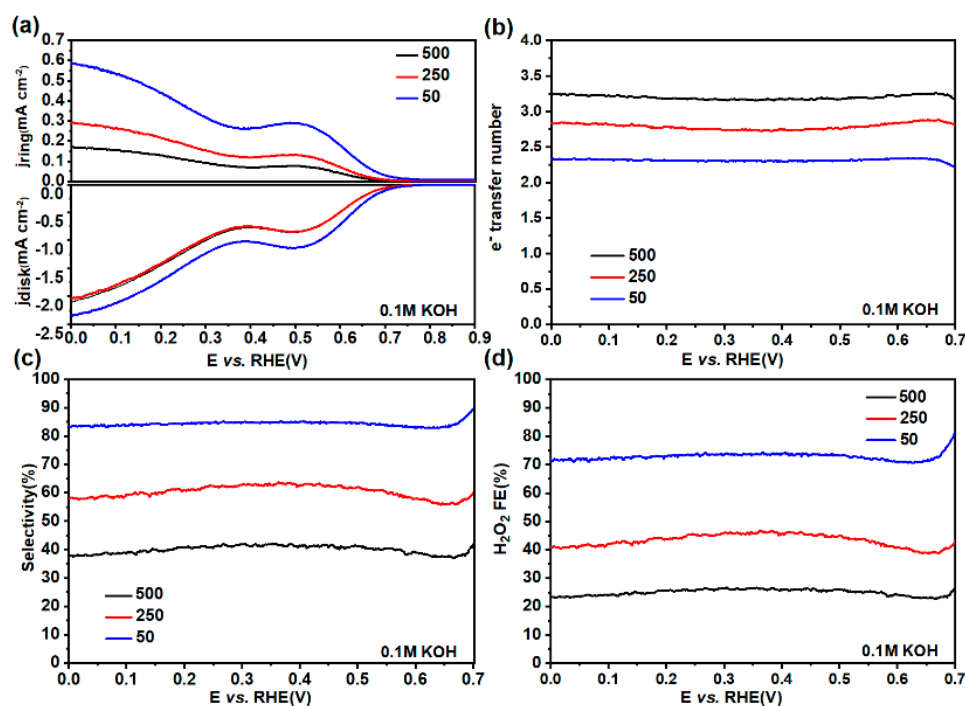 (a)
0.7
0.6
0.5
0.4
0.3
0.2
0.1
0.0
jring(mA cm⁻²)
500
250
50
0.0
-0.5
-1.0
-1.5
-2.0
-2.5
jdisk(mA cm⁻²)
0.1M KOH
0.0 0.1 0.2 0.3 0.4 0.5 0.6 0.7 0.8 0.9
E vs. RHE(V)
(b)
4.0
3.5
3.0
2.5
2.0
1.5
1.0
0.5
0.0
e⁻ transfer number
500
250
50
0.1M KOH
0.0 0.1 0.2 0.3 0.4 0.5 0.6 0.7
E vs. RHE(V)
(c)
100
90
80
70
60
50
40
30
20
10
0
Selectivity(%)
500
250
50
0.1M KOH
0.0 0.1 0.2 0.3 0.4 0.5 0.6 0.7
E vs. RHE(V)
(d)
100
90
80
70
60
50
40
30
20
10
0
H₂O₂ FE(%)
500
250
50
0.1M KOH
0.0 0.1 0.2 0.3 0.4 0.5 0.6 0.7
E vs. RHE(V)